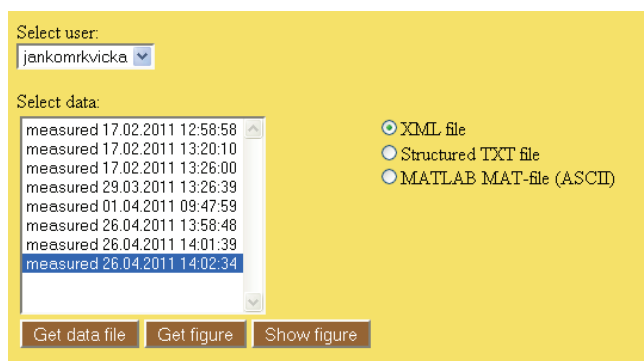 Select user:
jankomrkvicka
Select data:
measured 17.02.2011 12:58:58
measured 17.02.2011 13:20:10
measured 17.02.2011 13:26:00
measured 29.03.2011 13:26:39
measured 01.04.2011 09:47:59
measured 26.04.2011 13:58:48
measured 26.04.2011 14:01:39
measured 26.04.2011 14:02:34
XML file
Structured TXT file
MATLAB MAT-file (ASCII)
Get data file Get figure Show figure